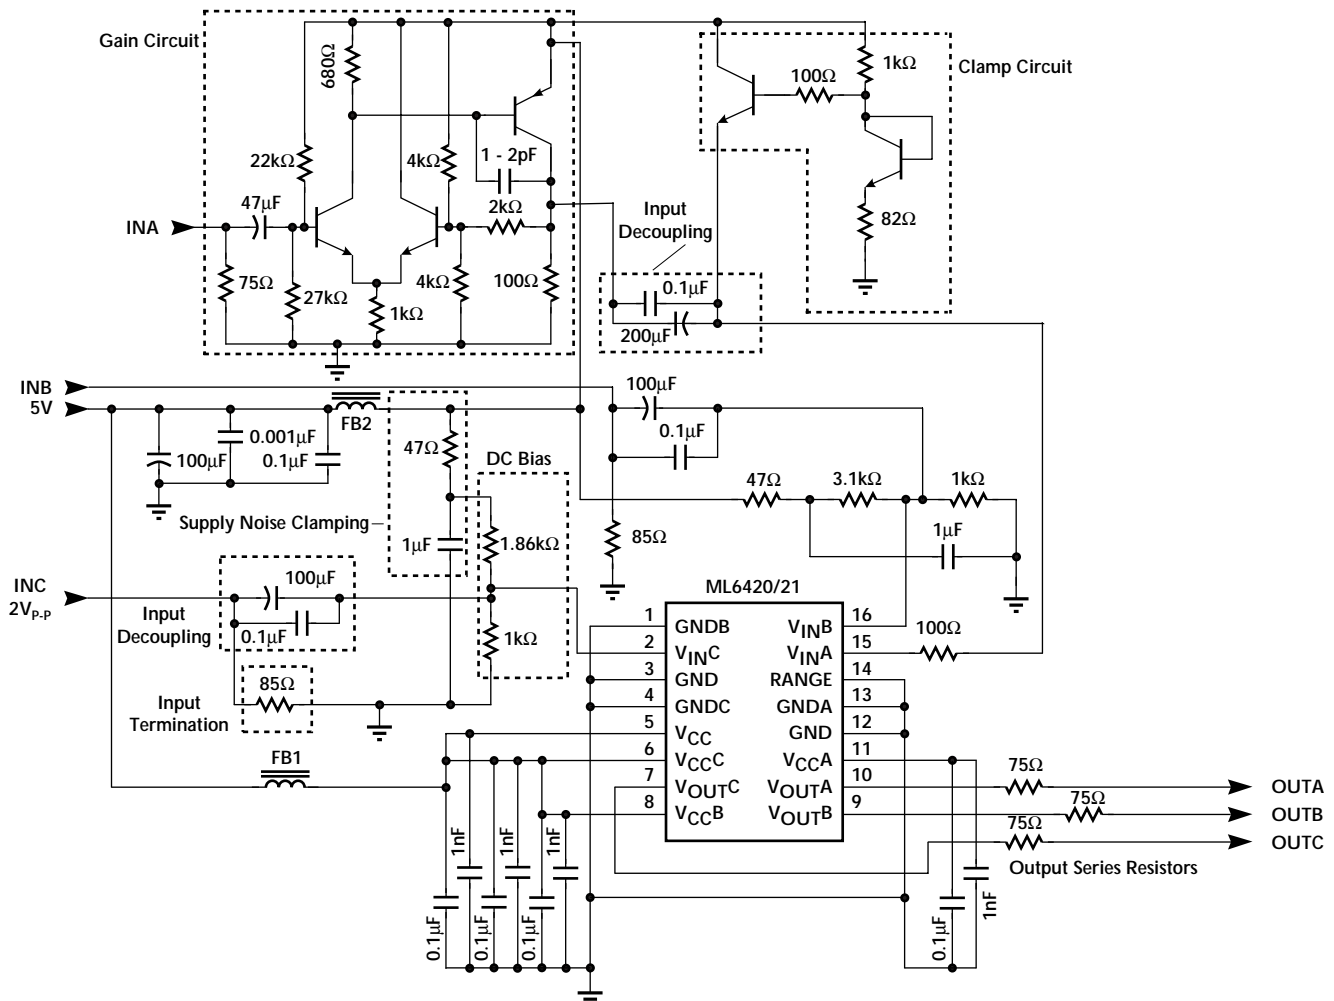 Gain Circuit
680Ω
22kΩ
47µF
INA
75Ω
27kΩ
1kΩ
4kΩ
4kΩ
1 - 2pF
2kΩ
100Ω
Input
Decoupling
0.1µF
200µF
100Ω
1kΩ
82Ω
Clamp Circuit
INB
5V
FB2
100µF
0.001µF
0.1µF
47Ω
1µF
Supply Noise Clamping
DC Bias
1.86kΩ
1kΩ
100µF
0.1µF
85Ω
47Ω
3.1kΩ
1kΩ
1µF
INC
2VP-P
100µF
0.1µF
Input
Decoupling
85Ω
Input
Termination
FB1
ML6420/21
1 GNDB
2 VINC
3 GND
4 GNDC
5 VCC
6 VCCC
7 VOUTC
8 VCCB
16 VINB
15 VINA
14 RANGE
13 GNDA
12 GND
11 VCCA
10 VOUTA
9 VOUTB
100Ω
75Ω
75Ω
75Ω
OUTA
OUTB
OUTC
Output Series Resistors
1nF
1nF
1nF
0.1µF
0.1µF
0.1µF
0.1µF
1nF